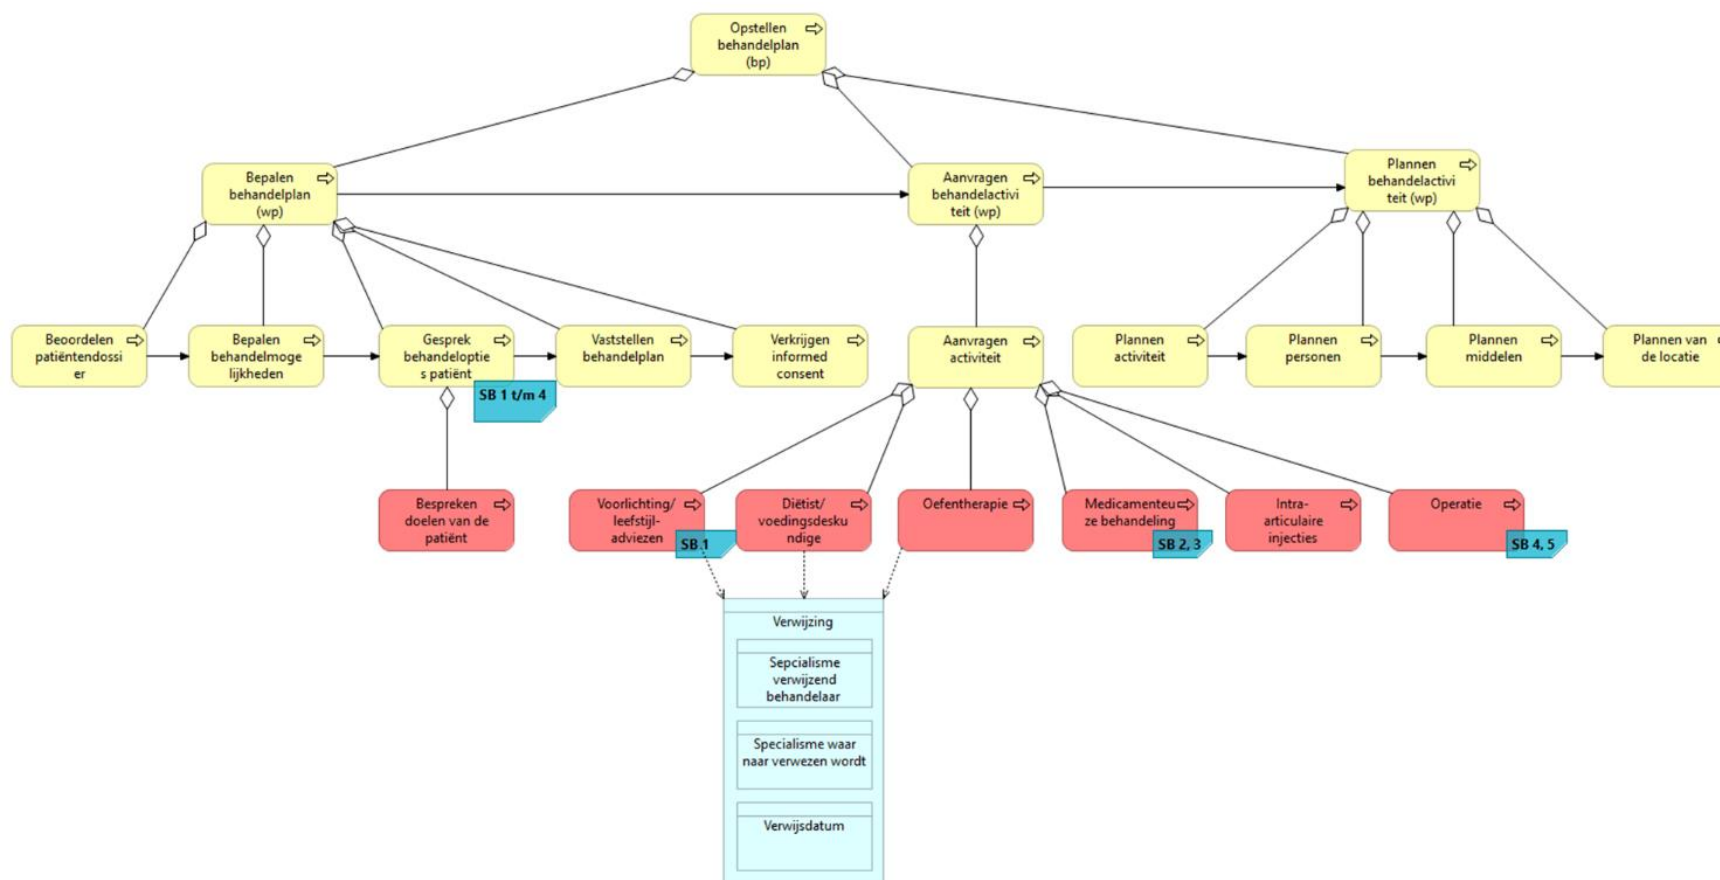 Opstellen
behandelplan
(bp)
Bepalen
behandelplan
(wp)
Aanvragen
behandelactivi
teit (wp)
Plannen
behandelactivi
teit (wp)
Beoordelen
patiëntendossi
er
Bepalen
behandelmoge
lijkheden
Gesprek
behandeloptie
s patiënt
SB 1 t/m 4
Vaststellen
behandelplan
Verkrijgen
informed
consent
Aanvragen
activiteit
Plannen
activiteit
Plannen
personen
Plannen
middelen
Plannen van
de locatie
Bespreken
doelen van de
patiënt
Voorlichting/
leefstijl-
adviezen
SB 1
Diëtist/
voedingsdesku
ndige
Oefentherapie
Medicamenteu
ze behandeling
SB 2, 3
Intra-
articulaire
injecties
Operatie
SB 4, 5
Verwijzing
Sepcialisme
verwijzend
behandelaar
Specialisme waar
naar verwezen wordt
Verwijsdatum